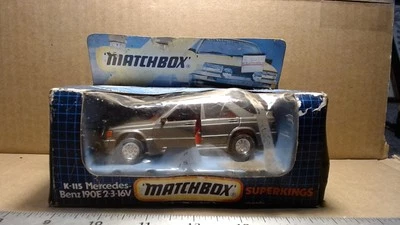 "MATCHBOX"
K-115 Mercedes-
Benz 190E 2·3-16V
"MATCHBOX"
SUPERKINGS